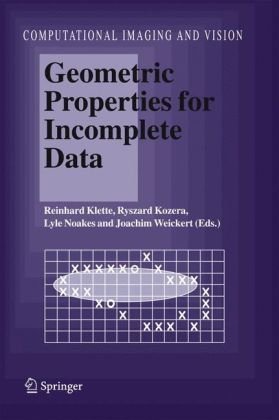 COMPUTATIONAL IMAGING AND VISION
Geometric
Properties for
Incomplete
Data
Reinhard Klette, Ryszard Kozera,
Lyle Noakes and Joachim Weickert (Eds.)
Springer